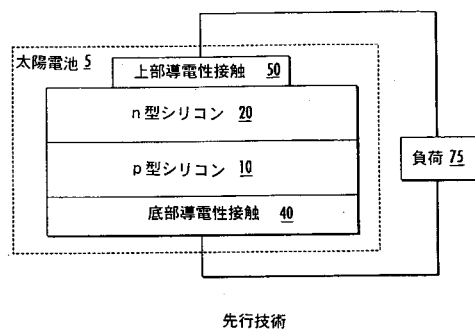 太陽電池 5
上部導電性接触 50
n型シリコン 20
p型シリコン 10
負荷 75
底部導電性接触 40
先行技術